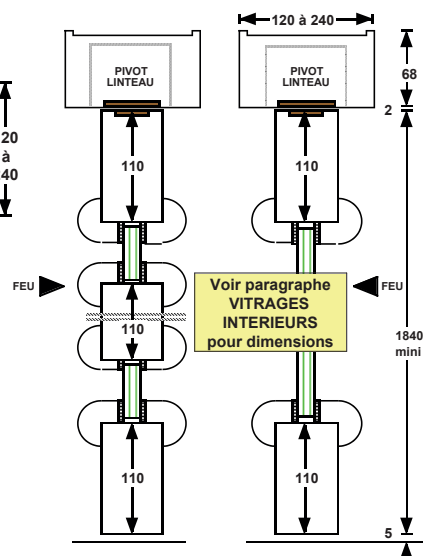 120 à 240
PIVOT
LINTEAU
PIVOT
LINTEAU
68
2
20
à
40
110
110
FEU
Voir paragraphe
VITRAGES
INTERIEURS
pour dimensions
FEU
110
1840
mini
110
110
5